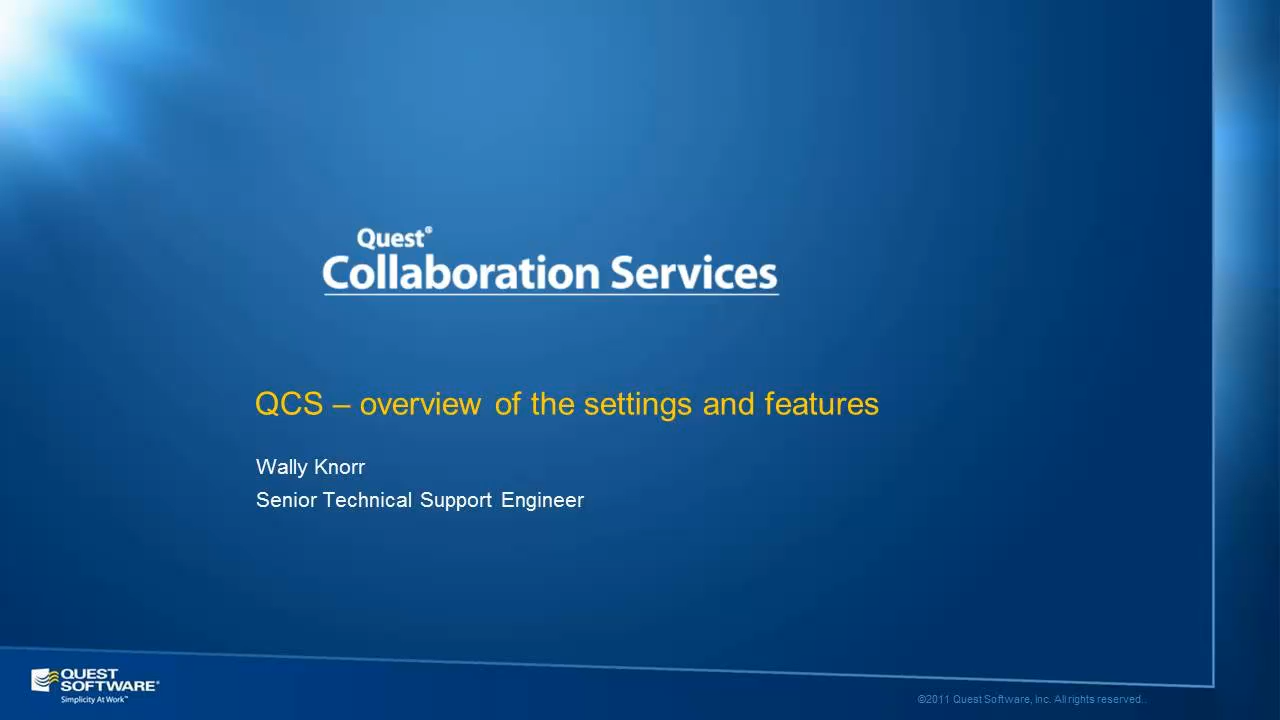 Quest®
Collaboration Services
QCS – overview of the settings and features
Wally Knorr
Senior Technical Support Engineer
QUEST
SOFTWARE®
Simplicity At Work™
©2011 Quest Software, Inc. All rights reserved..